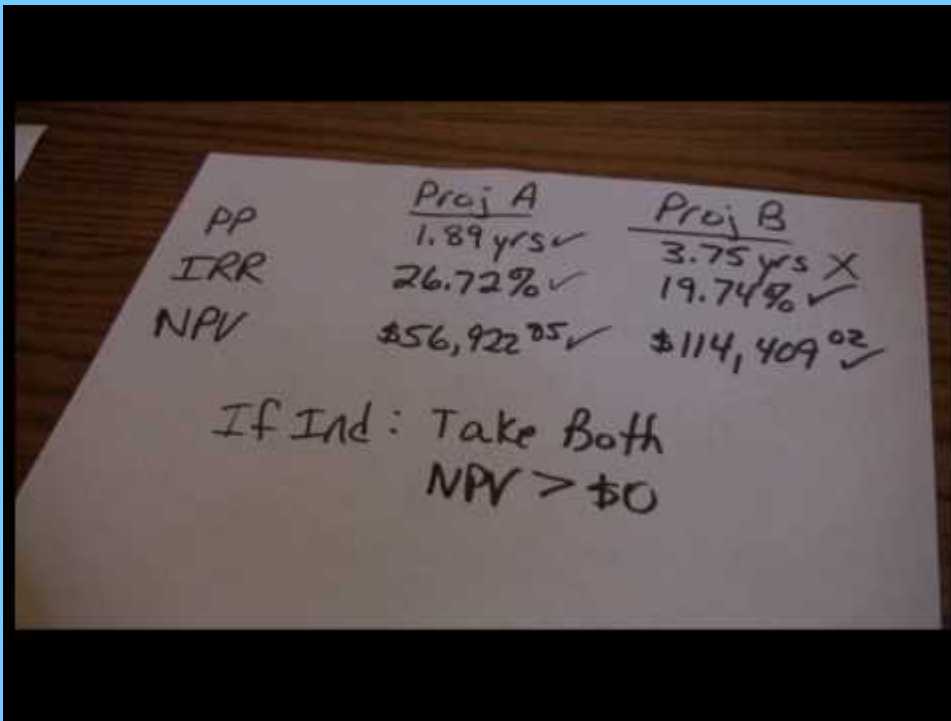 Proj A Proj B
PP 1.89 yrs ✓ 3.75 yrs X
IRR 26.72% ✓ 19.74% ✓
NPV $56,922 05 ✓ $114,409 02 ✓
If Ind: Take Both
NPV > $0